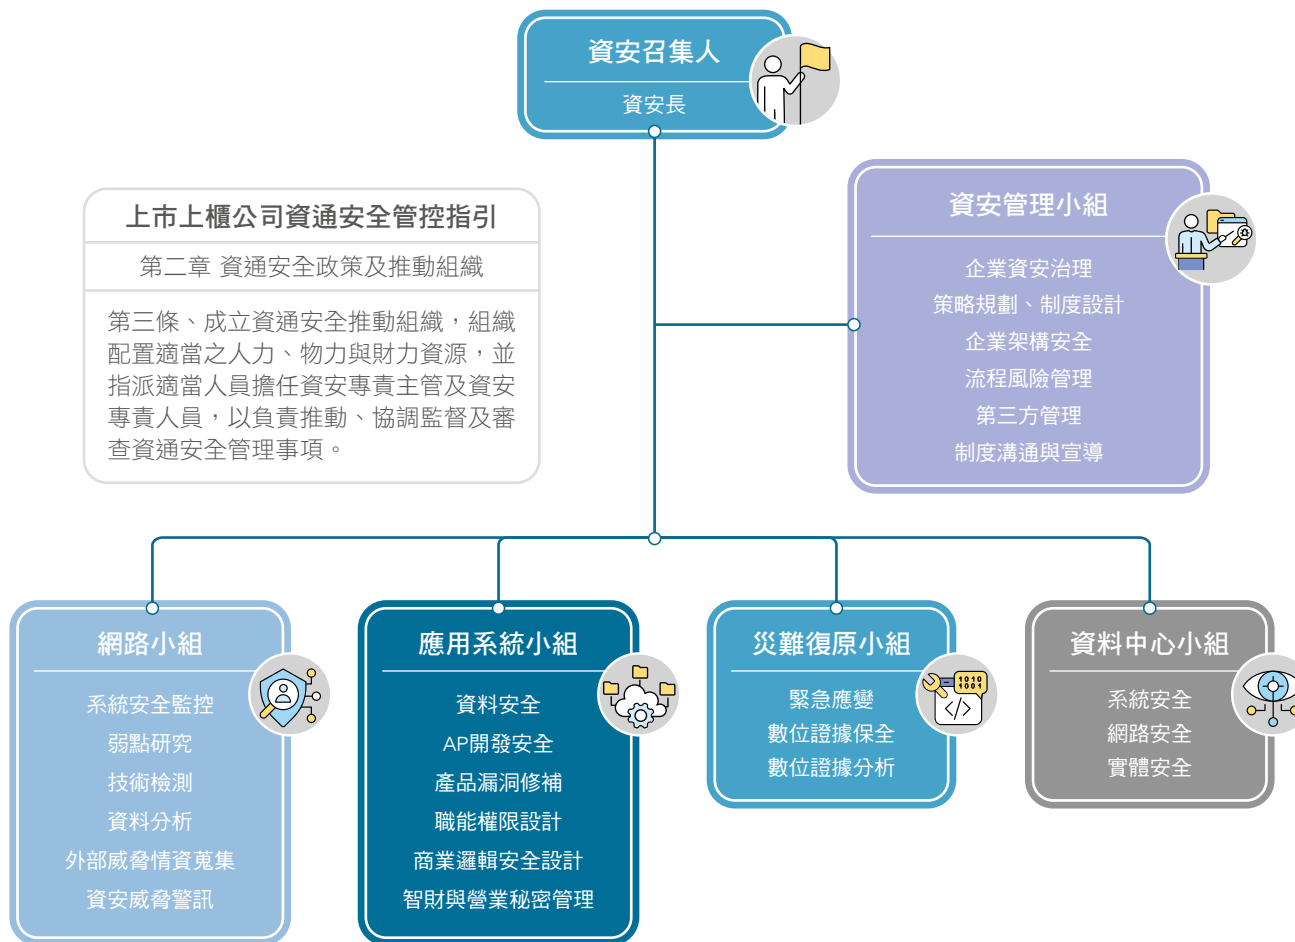 資安召集人
資安長
上市上櫃公司資通安全管控指引
第二章 資通安全政策及推動組織
第三條、成立資通安全推動組織，組織
配置適當之人力、物力與財力資源，並
指派適當人員擔任資安專責主管及資安
專責人員，以負責推動、協調監督及審
查資通安全管理事項。
資安管理小組
企業資安治理
策略規劃、制度設計
企業架構安全
流程風險管理
第三方管理
制度溝通與宣導
網路小組
系統安全監控
弱點研究
技術檢測
資料分析
外部威脅情資蒐集
資安威脅警訊
應用系統小組
資料安全
AP開發安全
產品漏洞修補
職能權限設計
商業邏輯安全設計
智財與營業秘密管理
災難復原小組
緊急應變
數位證據保全
數位證據分析
1010
1001
</>
資料中心小組
系統安全
網路安全
實體安全